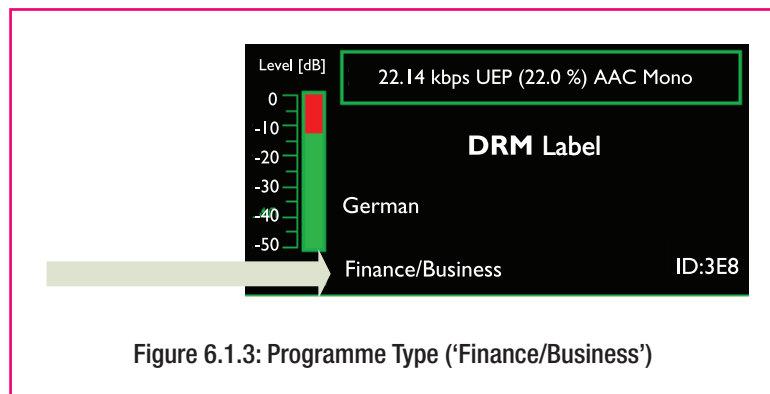 Level [dB]
22.14 kbps UEP (22.0 %) AAC Mono
0
-10
DRM Label
-20
-30
German
-40
-50
Finance/Business
ID:3E8
Figure 6.1.3: Programme Type (‘Finance/Business’)